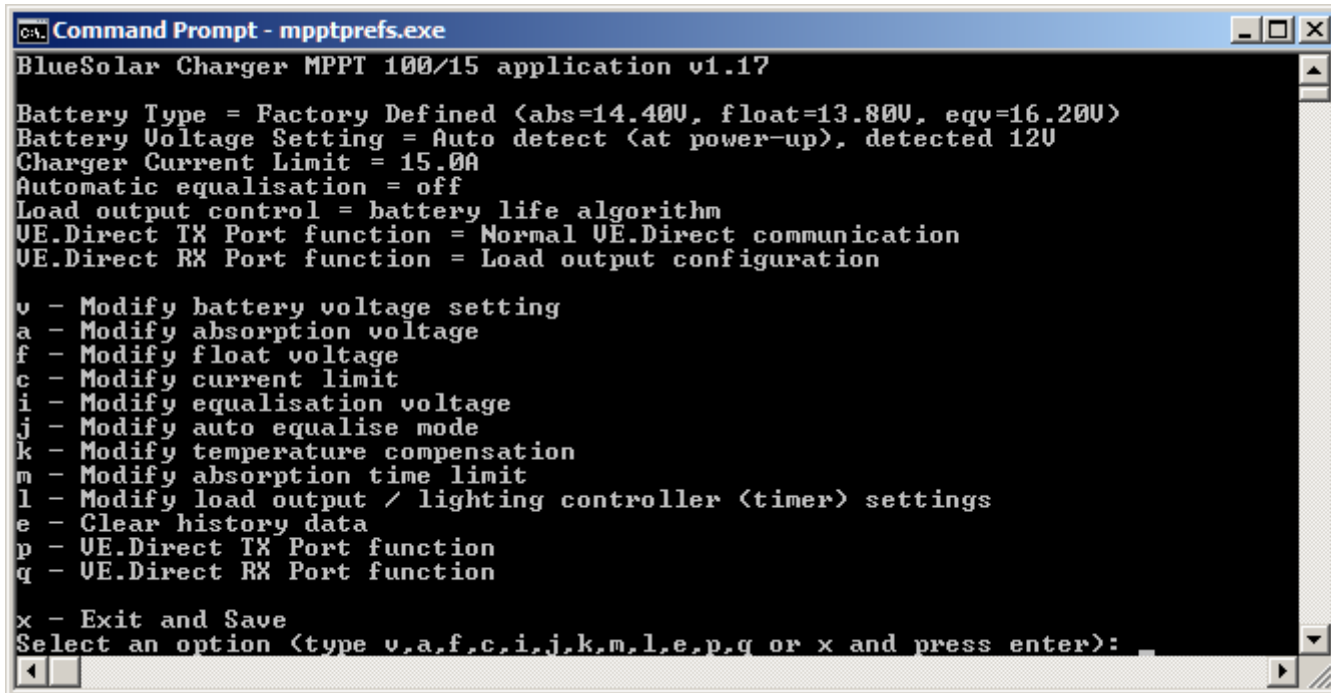 Command Prompt - mpptprefs.exe
BlueSolar Charger MPPT 100/15 application v1.17
Battery Type = Factory Defined (abs=14.40V, float=13.80V, eqv=16.20V)
Battery Voltage Setting = Auto detect (at power-up), detected 12V
Charger Current Limit = 15.0A
Automatic equalisation = off
Load output control = battery life algorithm
VE.Direct TX Port function = Normal VE.Direct communication
VE.Direct RX Port function = Load output configuration
v - Modify battery voltage setting
a - Modify absorption voltage
f - Modify float voltage
c - Modify current limit
i - Modify equalisation voltage
j - Modify auto equalise mode
k - Modify temperature compensation
m - Modify absorption time limit
l - Modify load output / lighting controller (timer) settings
e - Clear history data
p - VE.Direct TX Port function
q - VE.Direct RX Port function
x - Exit and Save
Select an option (type v,a,f,c,i,j,k,m,l,e,p,q or x and press enter): _